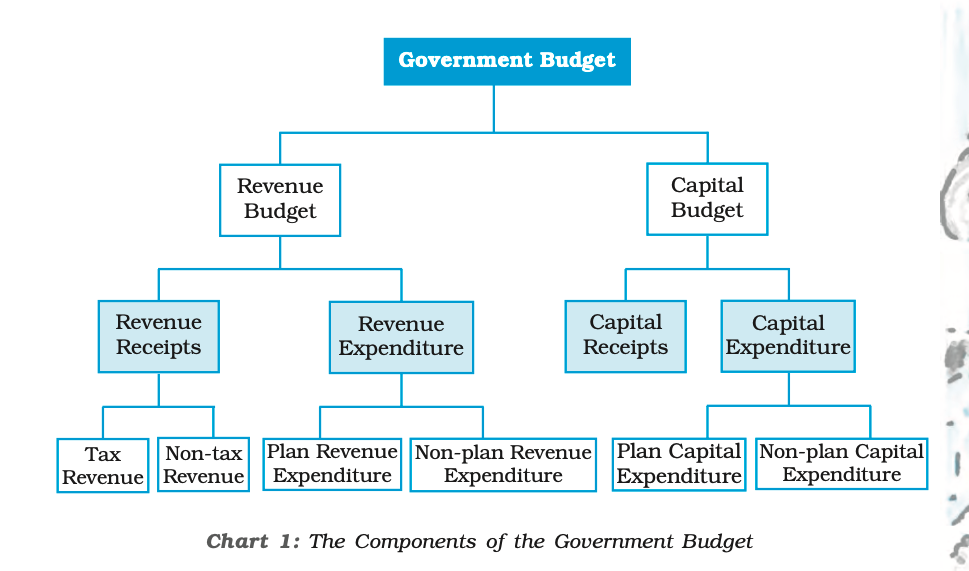 Government Budget
Revenue
Budget
Capital
Budget
Revenue
Receipts
Revenue
Expenditure
Capital
Receipts
Capital
Expenditure
Tax
Revenue
Non-tax
Revenue
Plan Revenue
Expenditure
Non-plan Revenue
Expenditure
Plan Capital
Expenditure
Non-plan Capital
Expenditure
Chart 1: The Components of the Government Budget